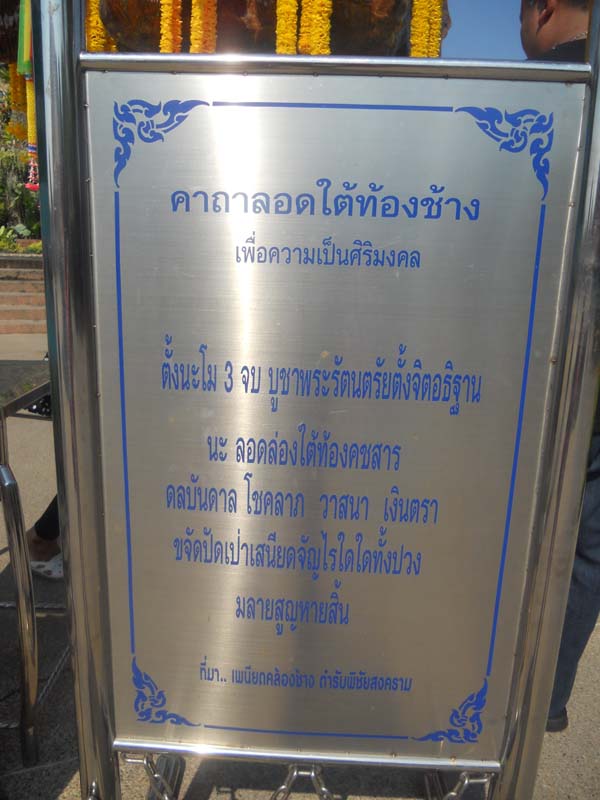 คาถาลอดใต้ท้องช้าง
เพื่อความเป็นศิริมงคล
ตั้งนะโม 3 จบ บูชาพระรัตนตรัยตั้งจิตอธิฐาน
นะ ลอดล่องใต้ท้องคชสาร
ดลบันดาล โชคลาภ วาสนา เงินตรา
ขจัดปัดเป่าเสนียดจัญไรใดใดทั้งปวง
มลายสูญหายสิ้น
ที่มา.. เพนียดคล้องช้าง ตำรับพิชัยสงคราม